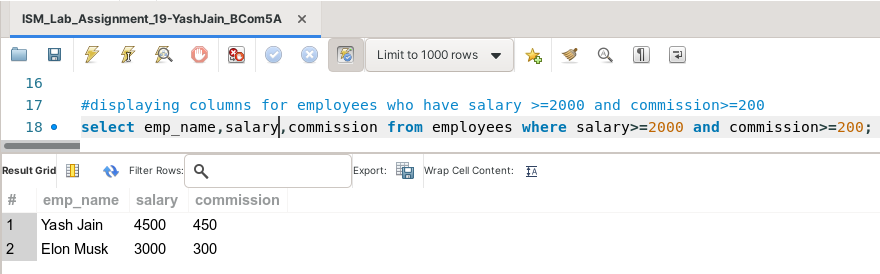 ISM_Lab_Assignment_19-YashJain_BCom5A ×
Limit to 1000 rows
16
17 #displaying columns for employees who have salary >=2000 and commission>=200
18 select emp_name,salary,commission from employees where salary>=2000 and commission>=200;
Result Grid Filter Rows: Export: Wrap Cell Content:
# emp_name salary commission
1 Yash Jain 4500 450
2 Elon Musk 3000 300